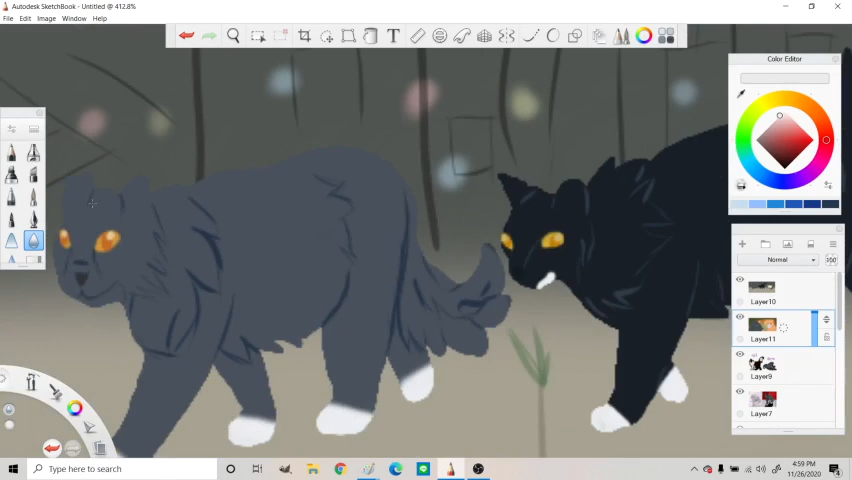 Autodesk SketchBook - Untitled @ 412.8%
File Edit Image Window Help
T
Color Editor
Normal
100
Layer10
Layer11
Layer9
Layer7
Type here to search
4:59 PM
11/26/2020
4